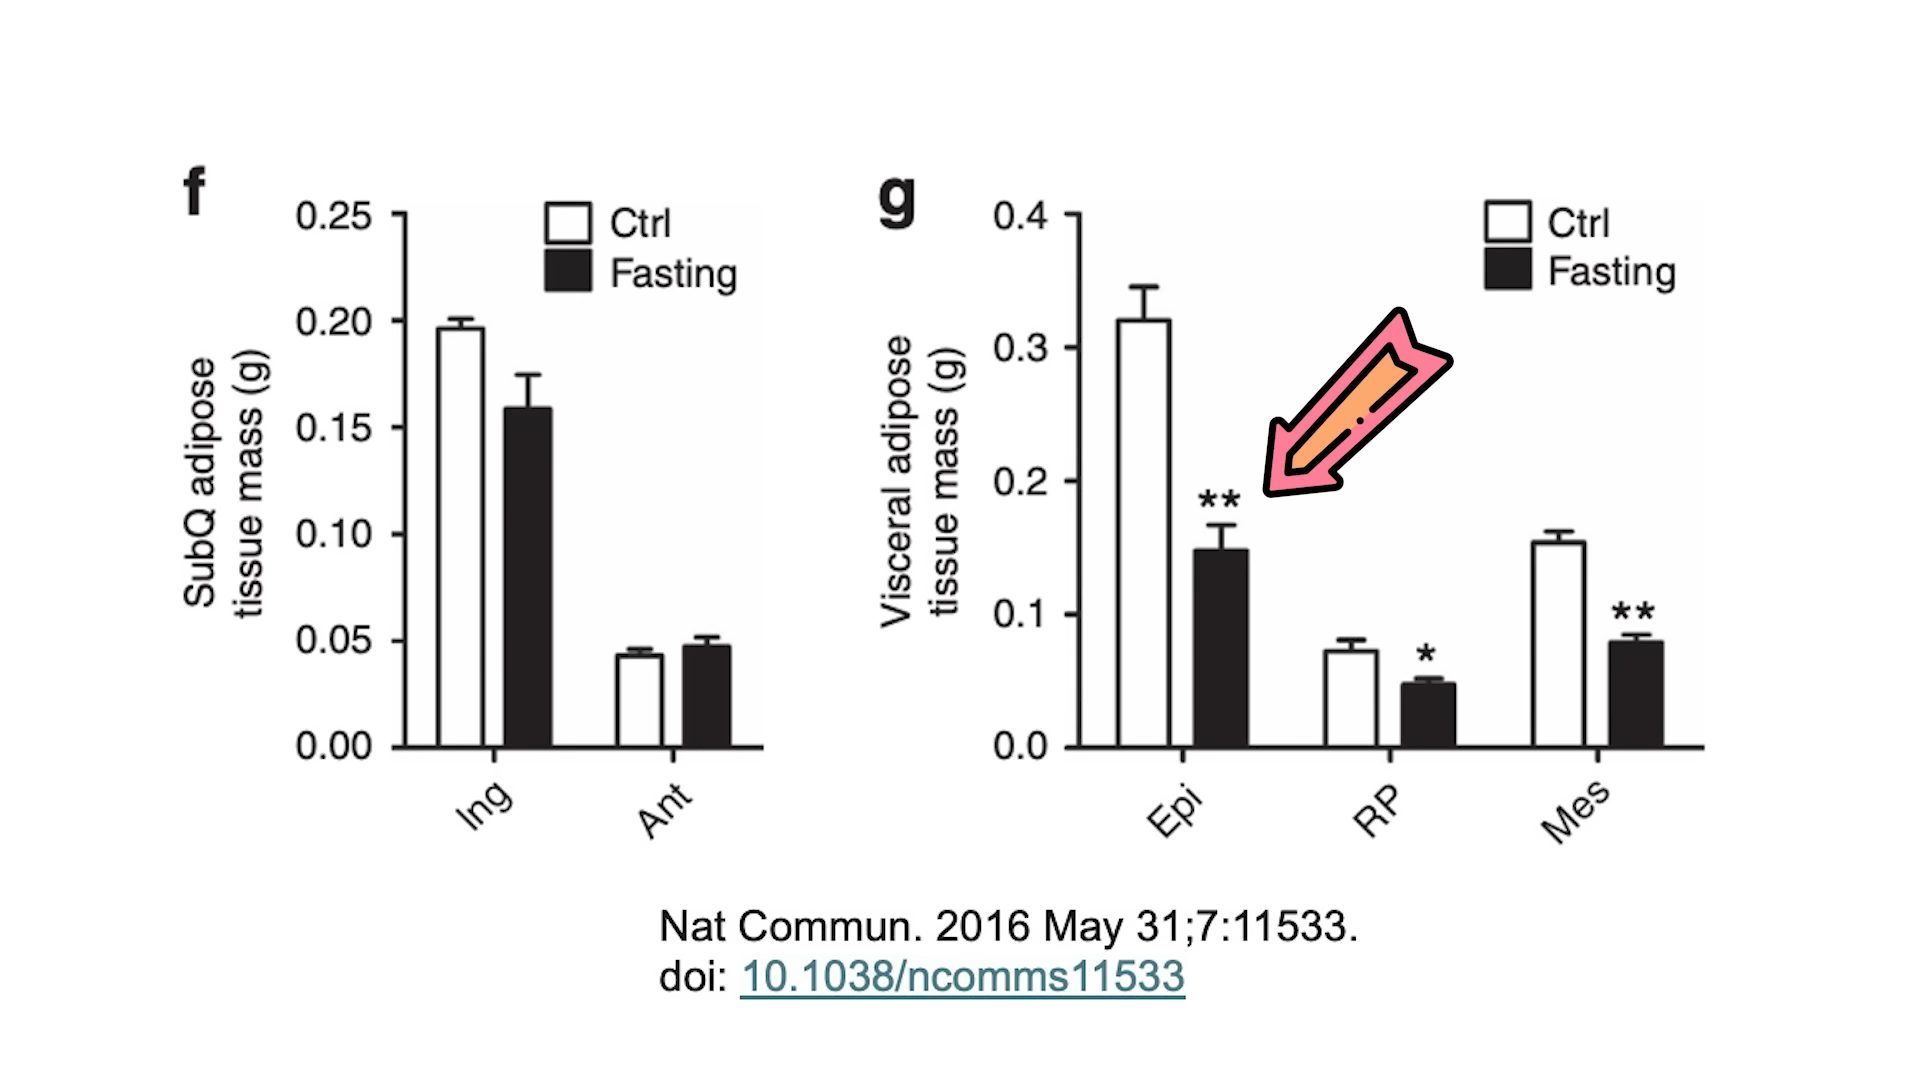 f
SubQ adipose
tissue mass (g)
0.25
0.20
0.15
0.10
0.05
0.00
Ctrl
Fasting
Ing
Ant
g
Visceral adipose
tissue mass (g)
0.4
0.3
0.2
0.1
0.0
Ctrl
Fasting
**
*
**
Epi
RP
Mes
Nat Commun. 2016 May 31;7:11533.
doi: 10.1038/ncomms11533